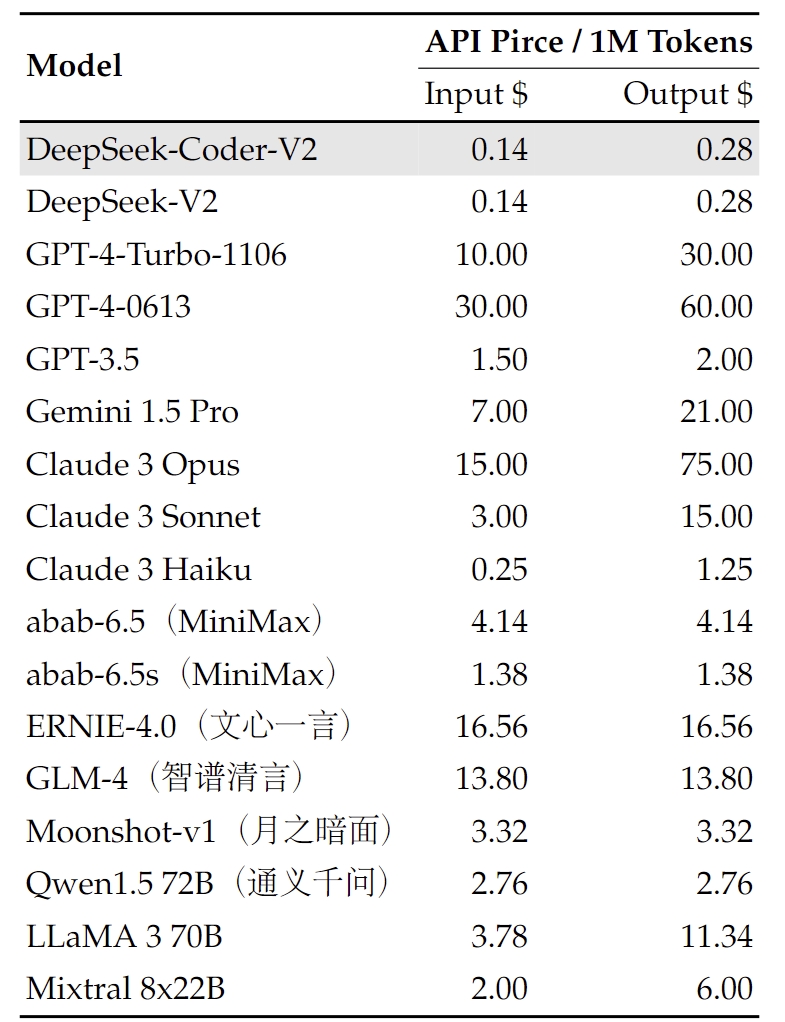 Model API Pirce / 1M Tokens
Input $ Output $
DeepSeek-Coder-V2 0.14 0.28
DeepSeek-V2 0.14 0.28
GPT-4-Turbo-1106 10.00 30.00
GPT-4-0613 30.00 60.00
GPT-3.5 1.50 2.00
Gemini 1.5 Pro 7.00 21.00
Claude 3 Opus 15.00 75.00
Claude 3 Sonnet 3.00 15.00
Claude 3 Haiku 0.25 1.25
abab-6.5（MiniMax） 4.14 4.14
abab-6.5s（MiniMax） 1.38 1.38
ERNIE-4.0（文心一言） 16.56 16.56
GLM-4（智谱清言） 13.80 13.80
Moonshot-v1（月之暗面） 3.32 3.32
Qwen1.5 72B（通义千问） 2.76 2.76
LLaMA 3 70B 3.78 11.34
Mixtral 8x22B 2.00 6.00